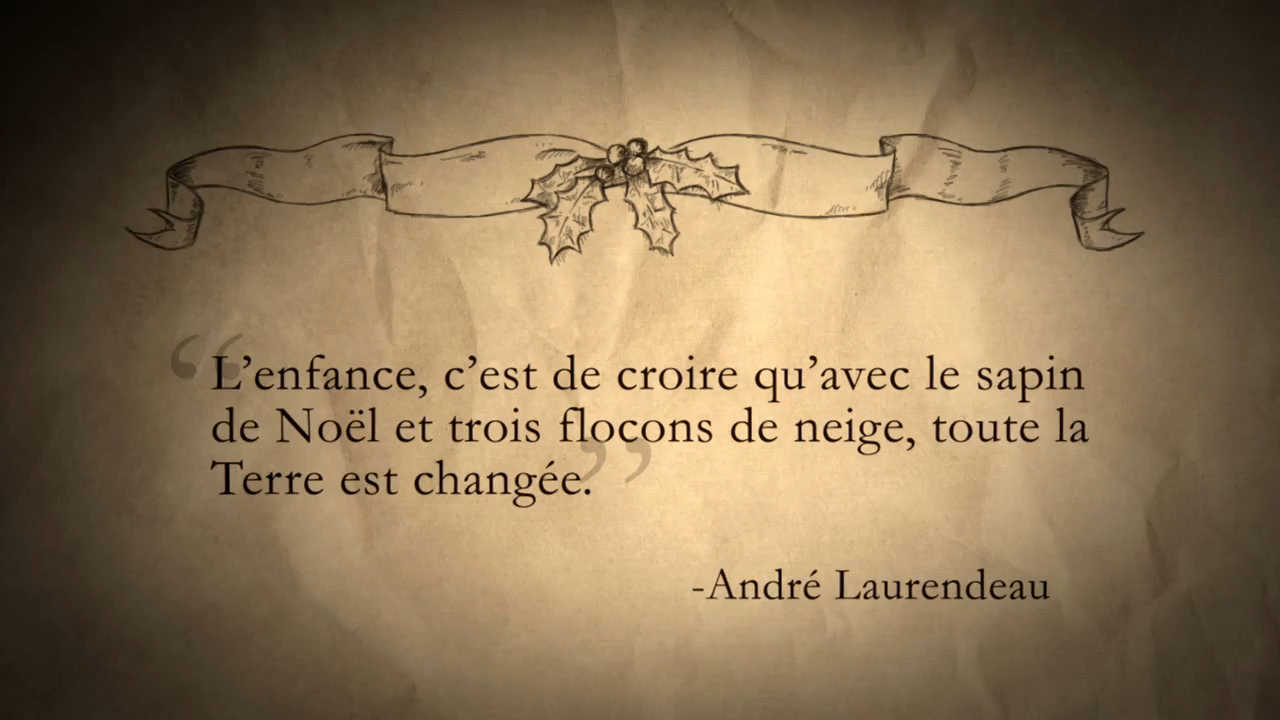 “L’enfance, c’est de croire qu’avec le sapin
de Noël et trois flocons de neige, toute la
Terre est changée.”
-André Laurendeau